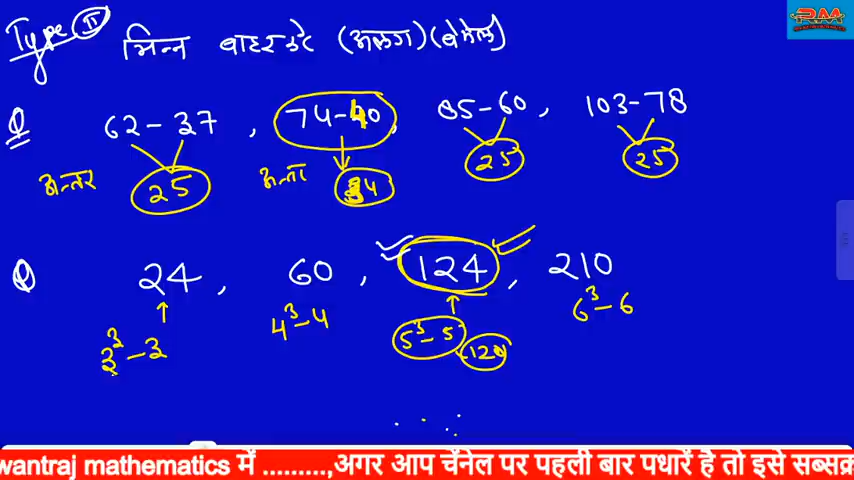 Type II भिन्न बाहर छांटे (अलग) (बेमेल)
RM
Q 62-37, 74-40, 85-60, 103-78
अन्तर 25 अन्तर 34 25 25
Q 24, 60, 124, 210
3³-3 4³-4 5³-5 120 6³-6
wantraj mathematics में .........,अगर आप चेंनेल पर पहली बार पधारें है तो इसे सब्सक्र